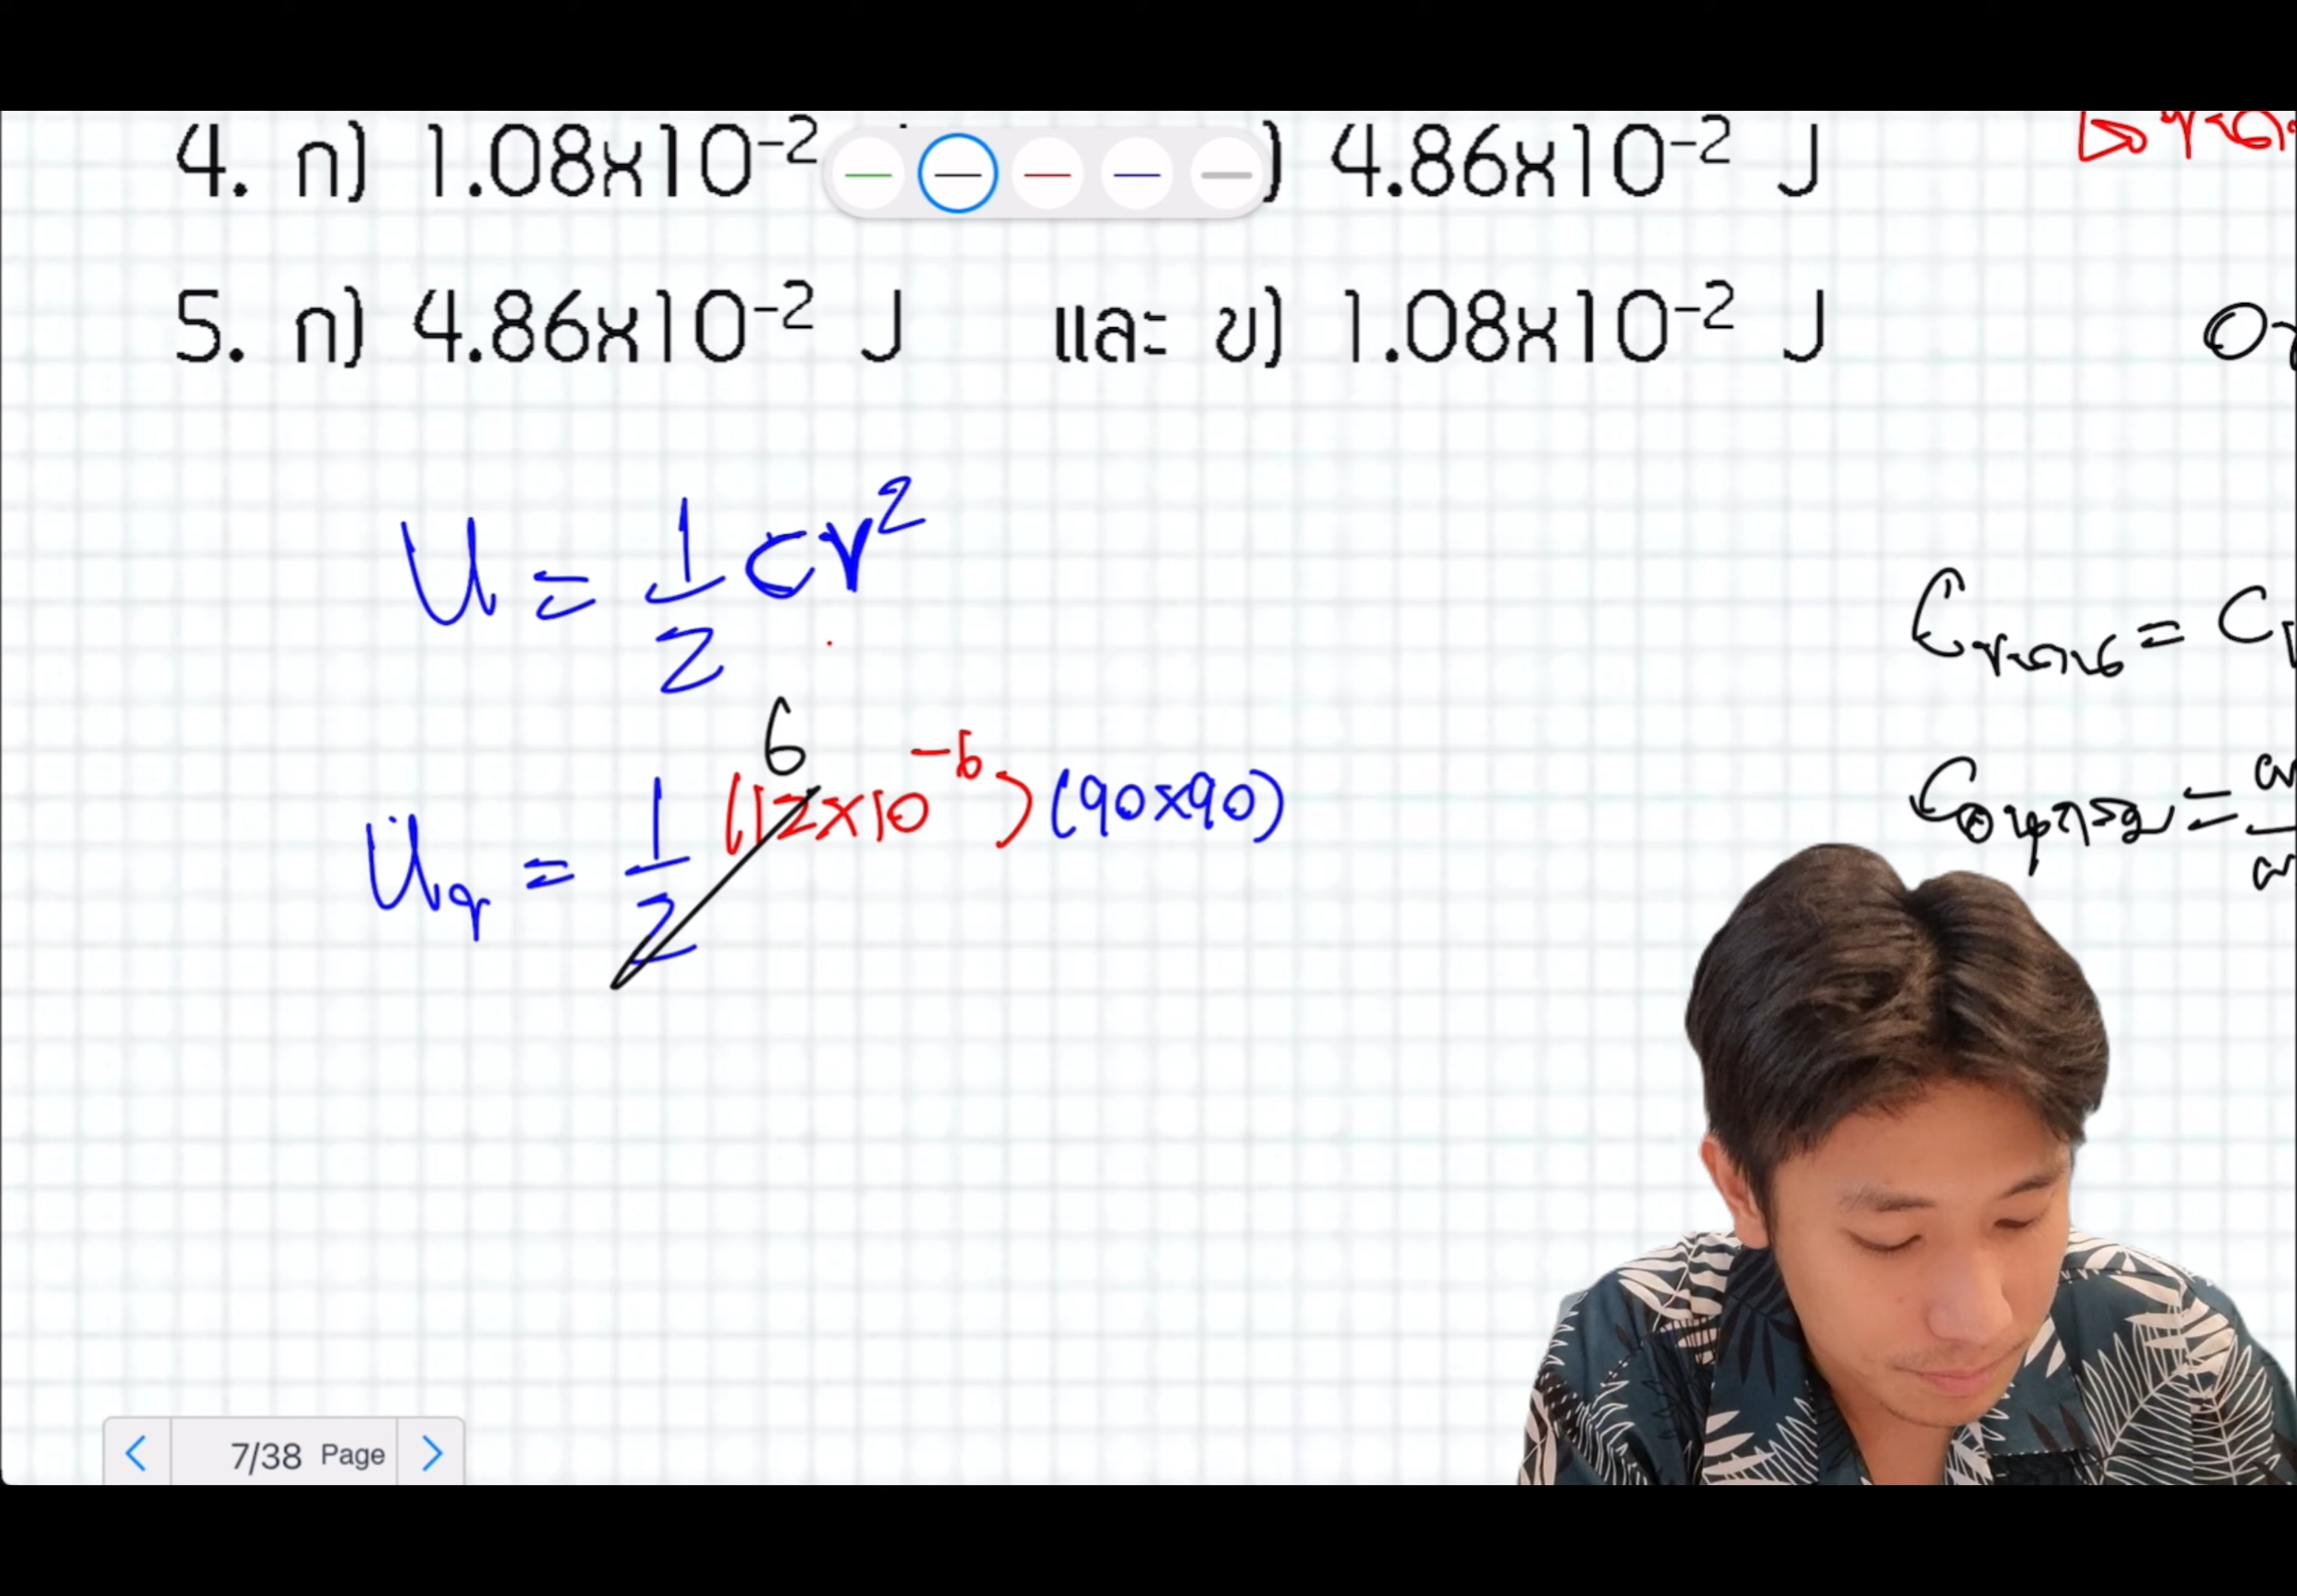 4. ก) 1.08x10⁻² ) 4.86x10⁻² J
5. ก) 4.86x10⁻² J และ ข) 1.08x10⁻² J
U = 1/2 cv²
6
U = 1/2 (12x10⁻⁶) (90x90)
C = C
C =
7/38 Page